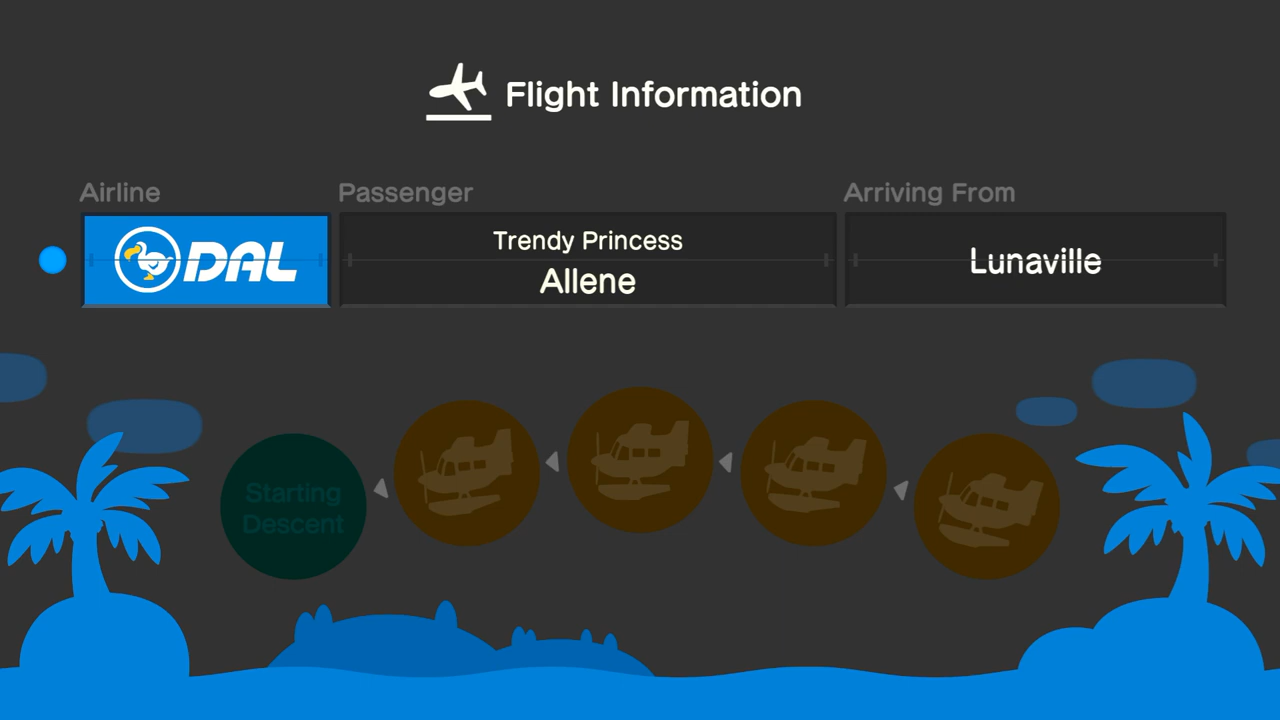 Flight Information
Airline
Passenger
Arriving From
DAL
Trendy Princess
Allene
Lunaville
Starting
Descent